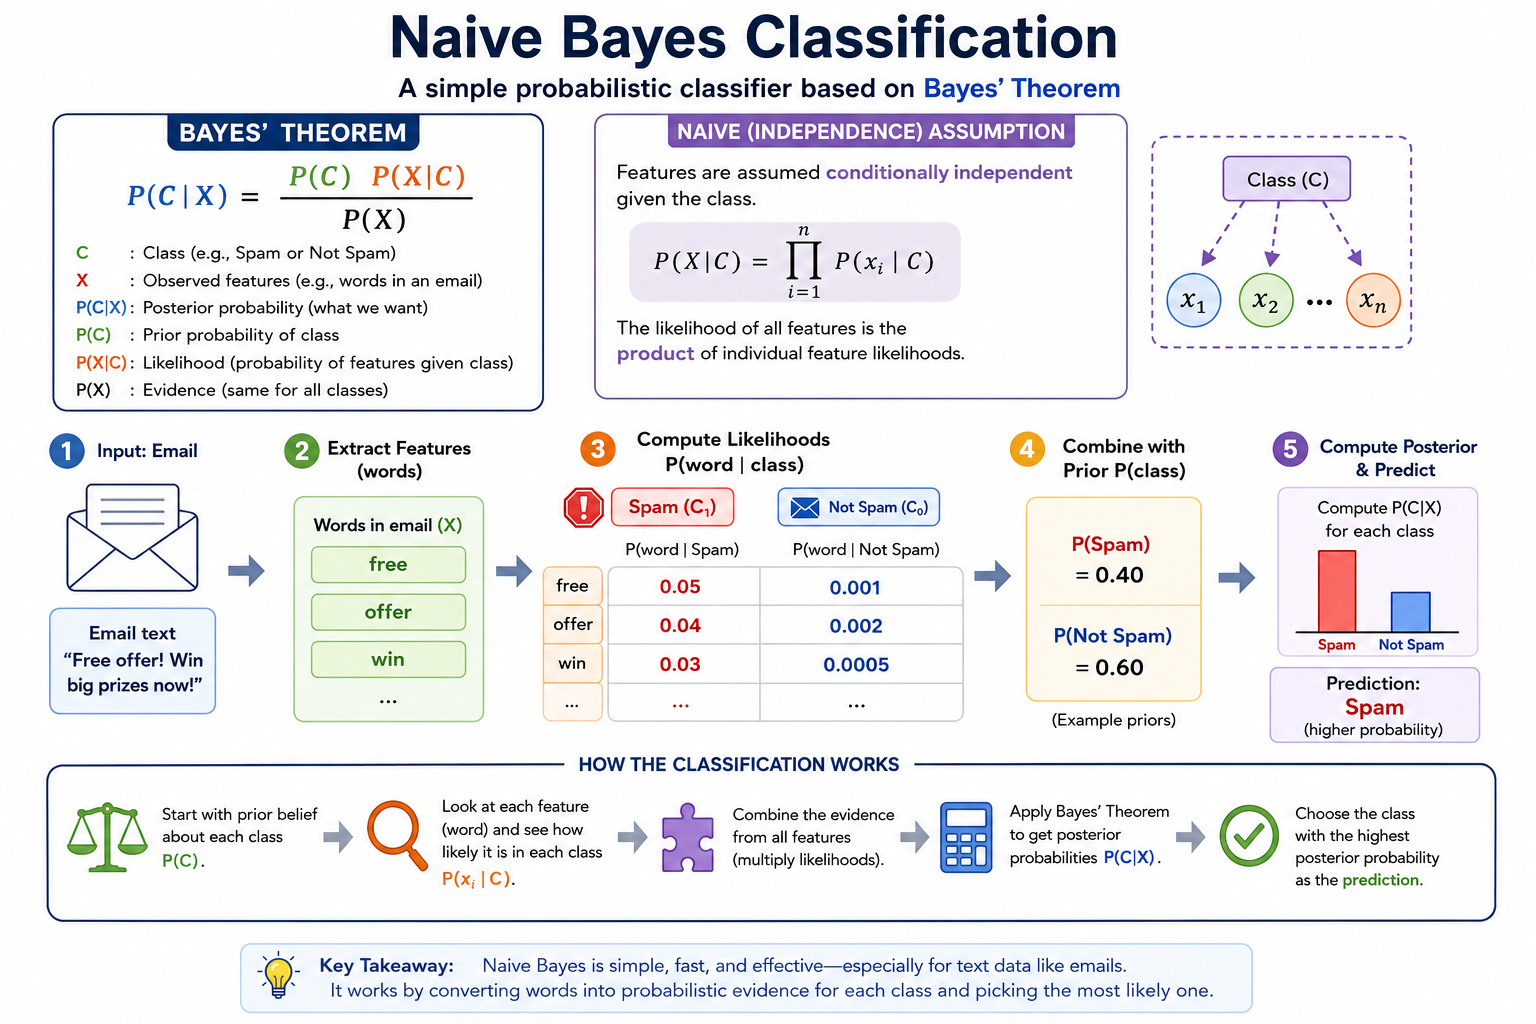 Naive Bayes Classification
A simple probabilistic classifier based on Bayes’ Theorem
BAYES’ THEOREM
P(C|X) = P(C) P(X|C) / P(X)
C : Class (e.g., Spam or Not Spam)
X : Observed features (e.g., words in an email)
P(C|X) : Posterior probability (what we want)
P(C) : Prior probability of class
P(X|C) : Likelihood (probability of features given class)
P(X) : Evidence (same for all classes)
NAIVE (INDEPENDENCE) ASSUMPTION
Features are assumed conditionally independent
given the class.
P(X|C) = ∏ⁿᵢ₌₁ P(xᵢ | C)
The likelihood of all features is the
product of individual feature likelihoods.
Class (C)
x₁ x₂ ... xₙ
1 Input: Email
Email text
“Free offer! Win
big prizes now!”
2 Extract Features
(words)
Words in email (X)
free
offer
win
...
3 Compute Likelihoods
P(word | class)
Spam (C₁) Not Spam (C₀)
P(word | Spam) P(word | Not Spam)
free 0.05 0.001
offer 0.04 0.002
win 0.03 0.0005
... ... ...
4 Combine with
Prior P(class)
P(Spam)
= 0.40
P(Not Spam)
= 0.60
(Example priors)
5 Compute Posterior
& Predict
Compute P(C|X)
for each class
Spam Not Spam
Prediction:
Spam
(higher probability)
HOW THE CLASSIFICATION WORKS
Start with prior belief
about each class
P(C).
Look at each feature
(word) and see how
likely it is in each class
P(xᵢ | C).
Combine the evidence
from all features
(multiply likelihoods).
Apply Bayes’ Theorem
to get posterior
probabilities P(C|X).
Choose the class
with the highest
posterior probability
as the prediction.
Key Takeaway: Naive Bayes is simple, fast, and effective—especially for text data like emails.
It works by converting words into probabilistic evidence for each class and picking the most likely one.